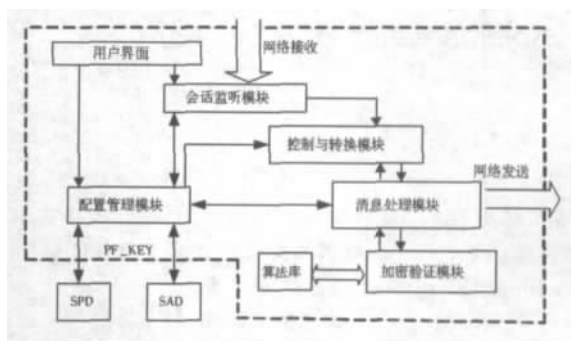 用户界面
网络接收
会话监听模块
控制与转换模块
网络发送
配置管理模块
消息处理模块
PF_KEY
算法库
加密验证模块
SPD
SAD